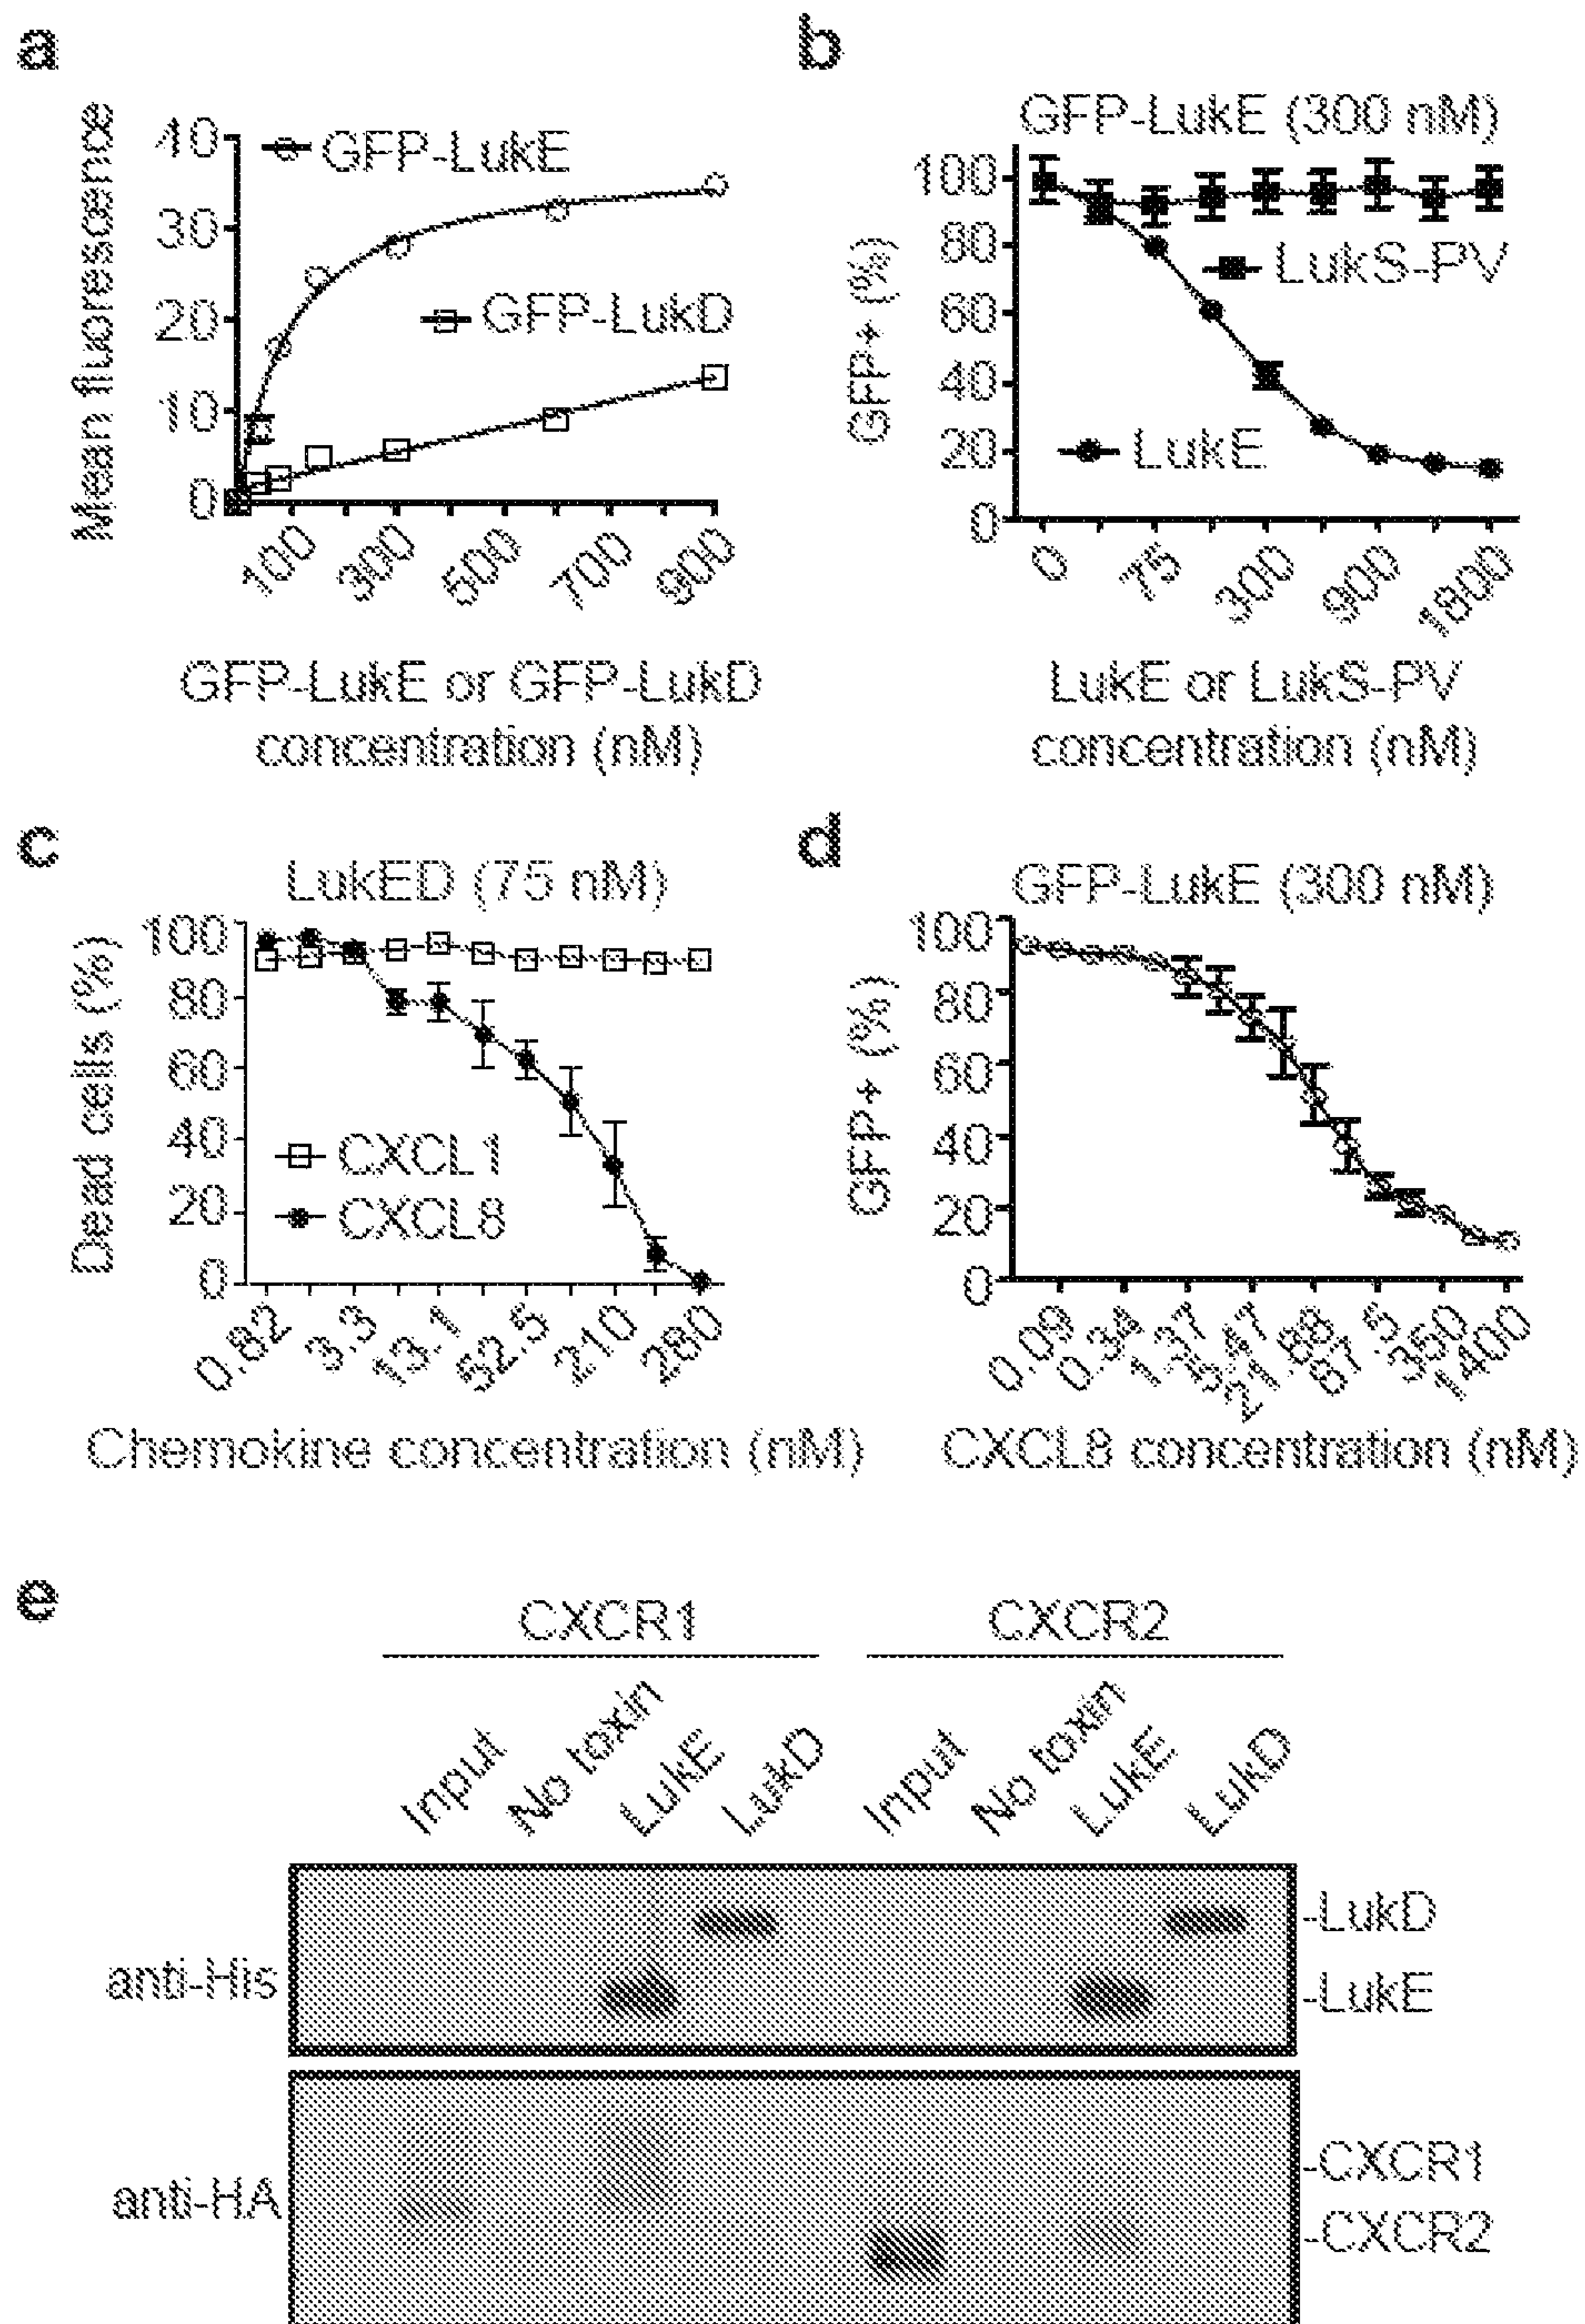 a
40
30
20
10
0
Mean fluorescence
GFP-LukE
GFP-LukD
100
300
500
700
900
GFP-LukE or GFP-LukD
concentration (nM)
b
GFP-LukE (300 nM)
100
80
60
40
20
0
GFP+ (%)
LukS-PV
LukE
0
75
300
900
1800
LukE or LukS-PV
concentration (nM)
c
LukED (75 nM)
100
80
60
40
20
0
Dead cells (%)
CXCL1
CXCL8
0.82
3.3
13.1
52.5
210
280
Chemokine concentration (nM)
d
GFP-LukE (300 nM)
100
80
60
40
20
0
GFP+ (%)
0.09
0.34
1.37
5.47
21.88
67.5
350
1400
CXCL8 concentration (nM)
e
CXCR1
CXCR2
Input
No toxin
LukE
LukD
Input
No toxin
LukE
LukD
anti-His
-LukD
-LukE
anti-HA
-CXCR1
-CXCR2